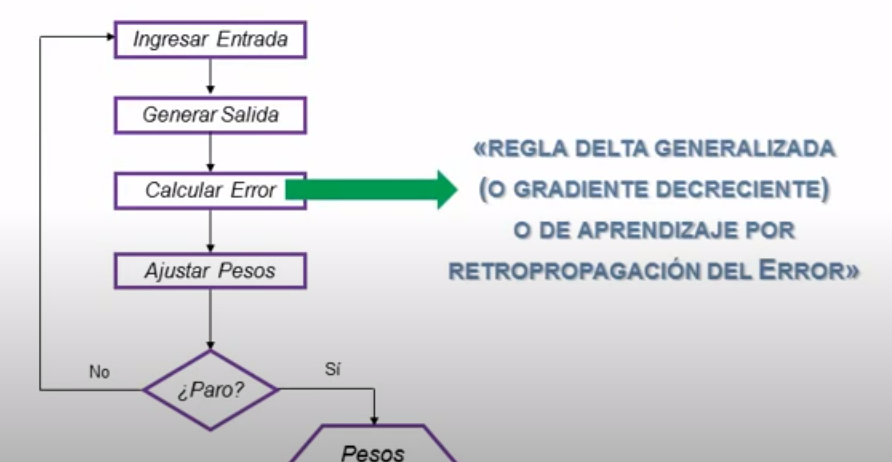 Ingresar Entrada
Generar Salida
Calcular Error
«REGLA DELTA GENERALIZADA
(O GRADIENTE DECRECIENTE)
O DE APRENDIZAJE POR
RETROPROPAGACIÓN DEL ERROR»
Ajustar Pesos
No
¿Paro?
Sí
Pesos